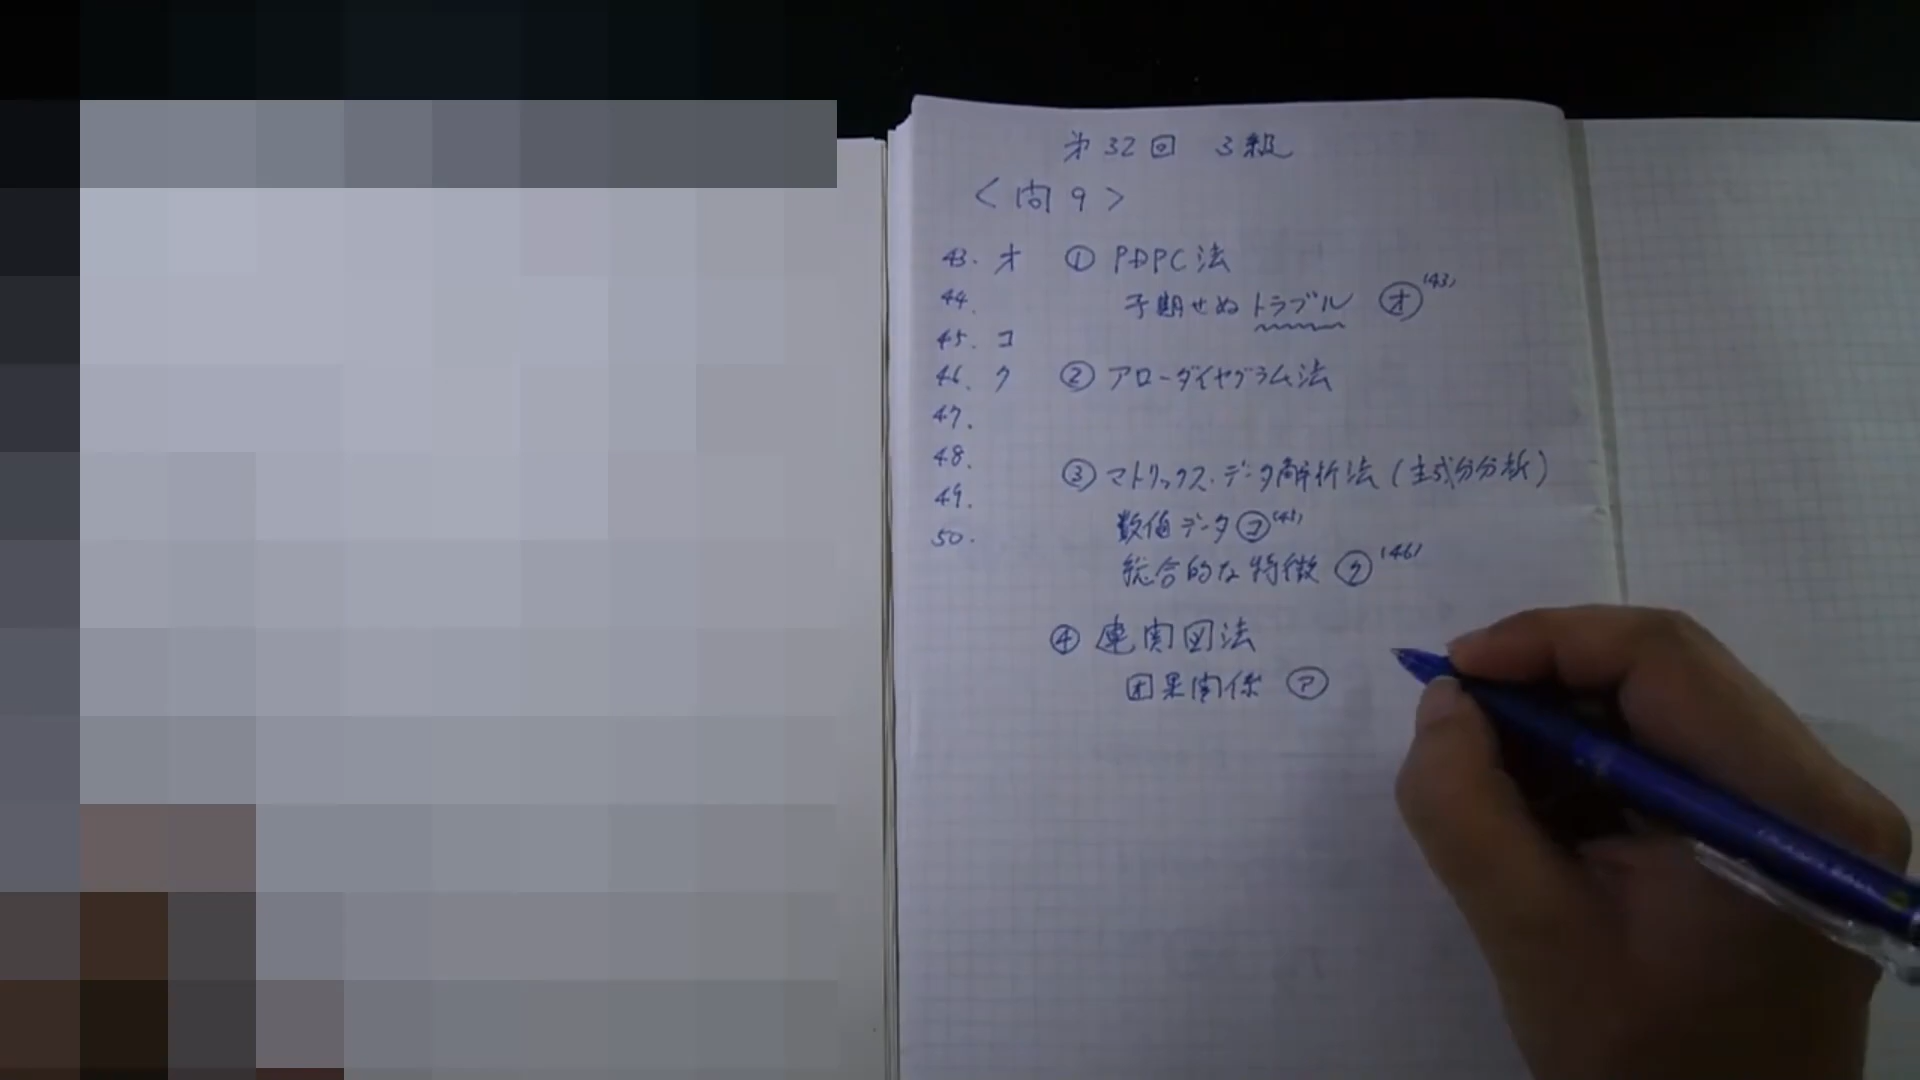 第32回 3級
<問9>
43. オ ① PDPC法
44. 予期せぬトラブル オ (43)
45. コ
46. ク ② アローダイヤグラム法
47.
48. ③ マトリックス・データ解析法(主成分分析)
49. 数値データ コ (45)
50. 総合的な特徴 ク (46)
④ 連関図法
因果関係 ア